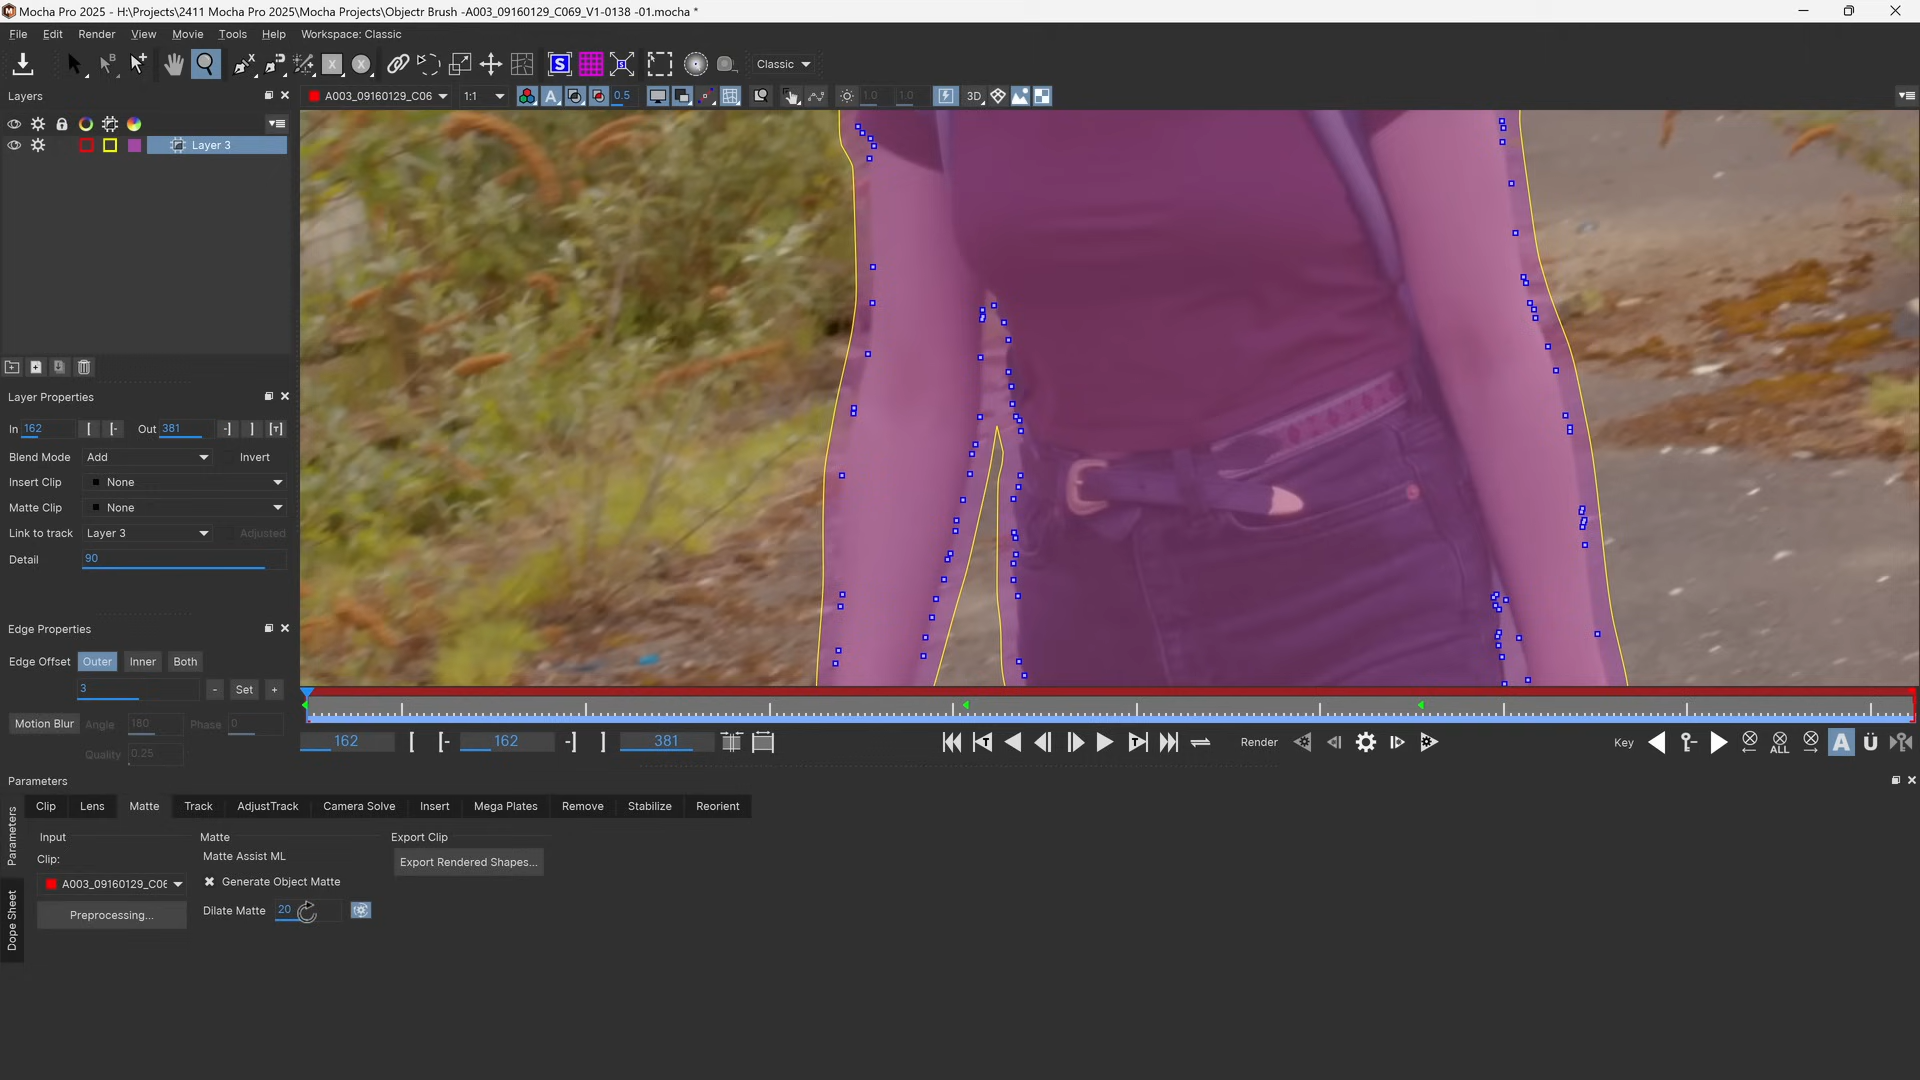 Mocha Pro 2025 - H:\Projects\2411 Mocha Pro 2025\Mocha Projects\Objectr Brush -A003_09160129_C069_V1-0138 -01.mocha *
File Edit Render View Movie Tools Help Workspace: Classic
B S Classic
Layers
A003_09160129_C06 1:1 A 0.5 1.0 1.0 3D
Layer 3
Layer Properties
In 162 [ [- Out 381 -] ] [T]
Blend Mode Add Invert
Insert Clip None
Matte Clip None
Link to track Layer 3 Adjusted
Detail 90
Edge Properties
Edge Offset Outer Inner Both
3 - Set +
Motion Blur Angle 180 Phase 0
Quality 0.25
162 [ [- 162 -] ] 381 T T Render Key ALL A Ü
Parameters
Clip Lens Matte Track AdjustTrack Camera Solve Insert Mega Plates Remove Stabilize Reorient
Parameters
Dope Sheet
Input Matte Export Clip
Clip: Matte Assist ML Export Rendered Shapes...
A003_09160129_C06 Generate Object Matte
Preprocessing... Dilate Matte 20